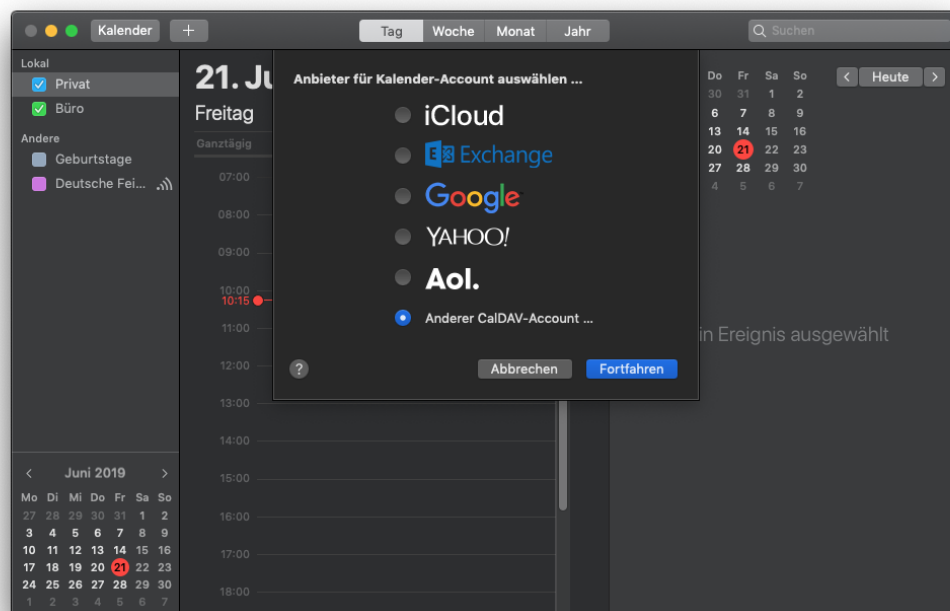 Kalender
+
Tag Woche Monat Jahr
Suchen
Lokal
Privat
Büro
Andere
Geburtstage
Deutsche Fei...
Juni 2019
Mo Di Mi Do Fr Sa So
27 28 29 30 31 1 2
3 4 5 6 7 8 9
10 11 12 13 14 15 16
17 18 19 20 21 22 23
24 25 26 27 28 29 30
1 2 3 4 5 6 7
21. Ju
Freitag
Ganztägig
07:00
08:00
09:00
10:00
10:15
11:00
12:00
13:00
14:00
15:00
16:00
17:00
18:00
Anbieter für Kalender-Account auswählen ...
iCloud
Exchange
Google
YAHOO!
Aol.
Anderer CalDAV-Account ...
?
Abbrechen Fortfahren
< Heute >
Do Fr Sa So
30 31 1 2
6 7 8 9
13 14 15 16
20 21 22 23
27 28 29 30
4 5 6 7
in Ereignis ausgewählt